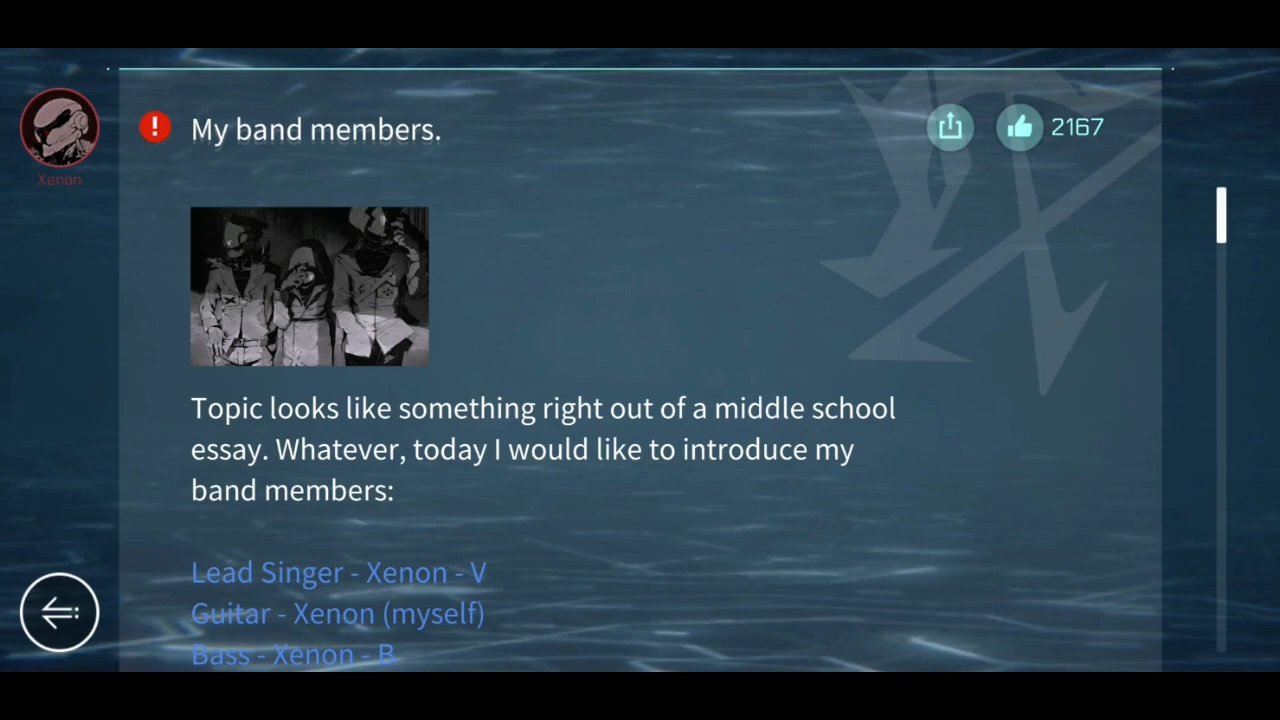 My band members.
2167
Xenon
Topic looks like something right out of a middle school
essay. Whatever, today I would like to introduce my
band members:
Lead Singer - Xenon - V
Guitar - Xenon (myself)
Bass - Xenon - B